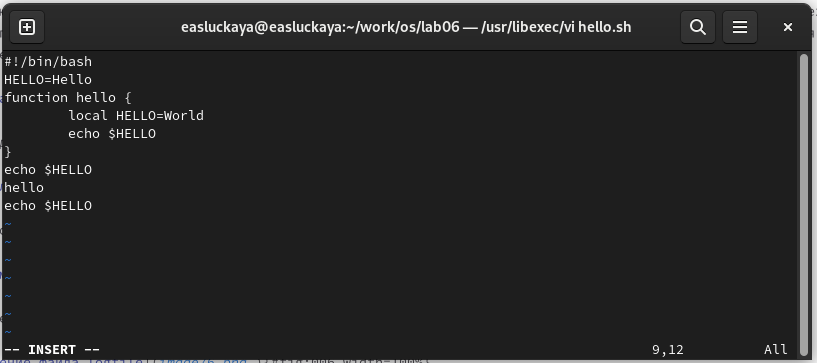 easluckaya@easluckaya:~/work/os/lab06 — /usr/libexec/vi hello.sh
#!/bin/bash
HELLO=Hello
function hello {
        local HELLO=World
        echo $HELLO
}
echo $HELLO
hello
echo $HELLO
~
~
~
~
~
~
~
-- INSERT --                                                                     9,12          All